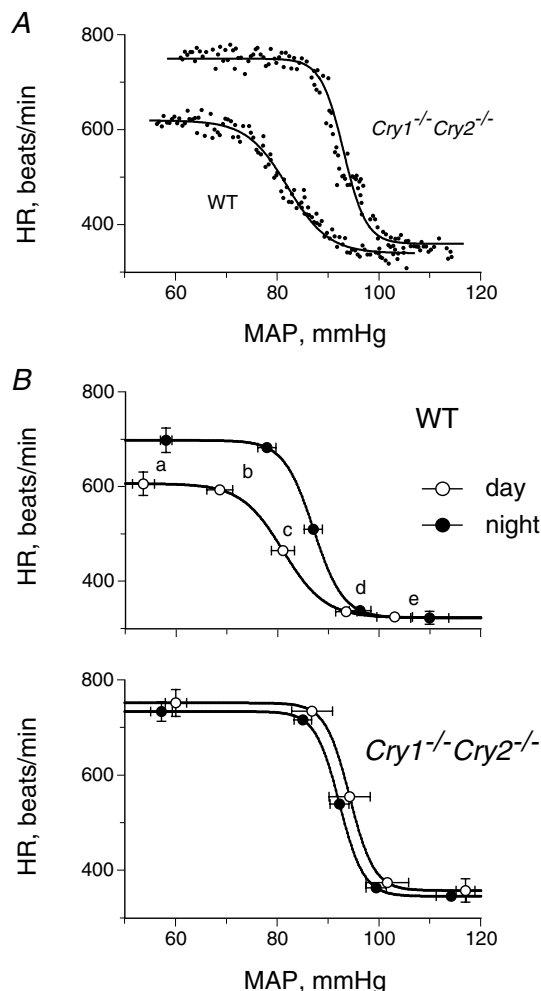 A
800
600
400
HR, beats/min
Cry1-/-Cry2-/-
WT
60 80 100 120
MAP, mmHg
B
800
600
400
HR, beats/min
WT
day
night
a
b
c
d
e
800
600
400
HR, beats/min
Cry1-/-Cry2-/-
60 80 100 120
MAP, mmHg